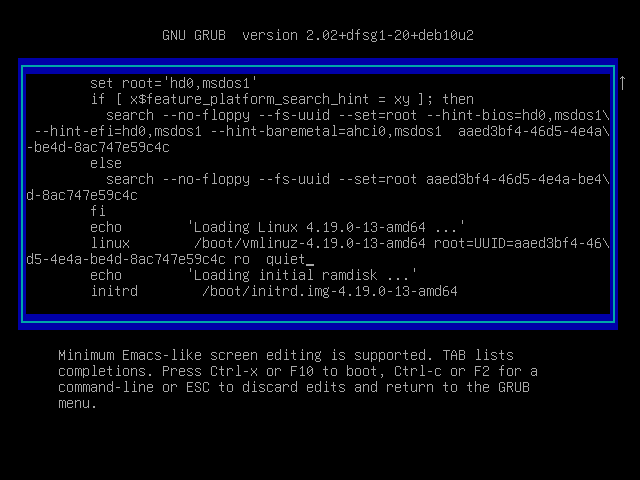 GNU GRUB  version 2.02+dfsg1-20+deb10u2
set root='hd0,msdos1'
if [ x$feature_platform_search_hint = xy ]; then
search --no-floppy --fs-uuid --set=root --hint-bios=hd0,msdos1\
--hint-efi=hd0,msdos1 --hint-baremetal=ahci0,msdos1  aaed3bf4-46d5-4e4a\
-be4d-8ac747e59c4c
else
search --no-floppy --fs-uuid --set=root aaed3bf4-46d5-4e4a-be4\
d-8ac747e59c4c
fi
echo        'Loading Linux 4.19.0-13-amd64 ...'
linux        /boot/vmlinuz-4.19.0-13-amd64 root=UUID=aaed3bf4-46\
d5-4e4a-be4d-8ac747e59c4c ro  quiet_
echo        'Loading initial ramdisk ...'
initrd        /boot/initrd.img-4.19.0-13-amd64
Minimum Emacs-like screen editing is supported. TAB lists
completions. Press Ctrl-x or F10 to boot, Ctrl-c or F2 for a
command-line or ESC to discard edits and return to the GRUB
menu.